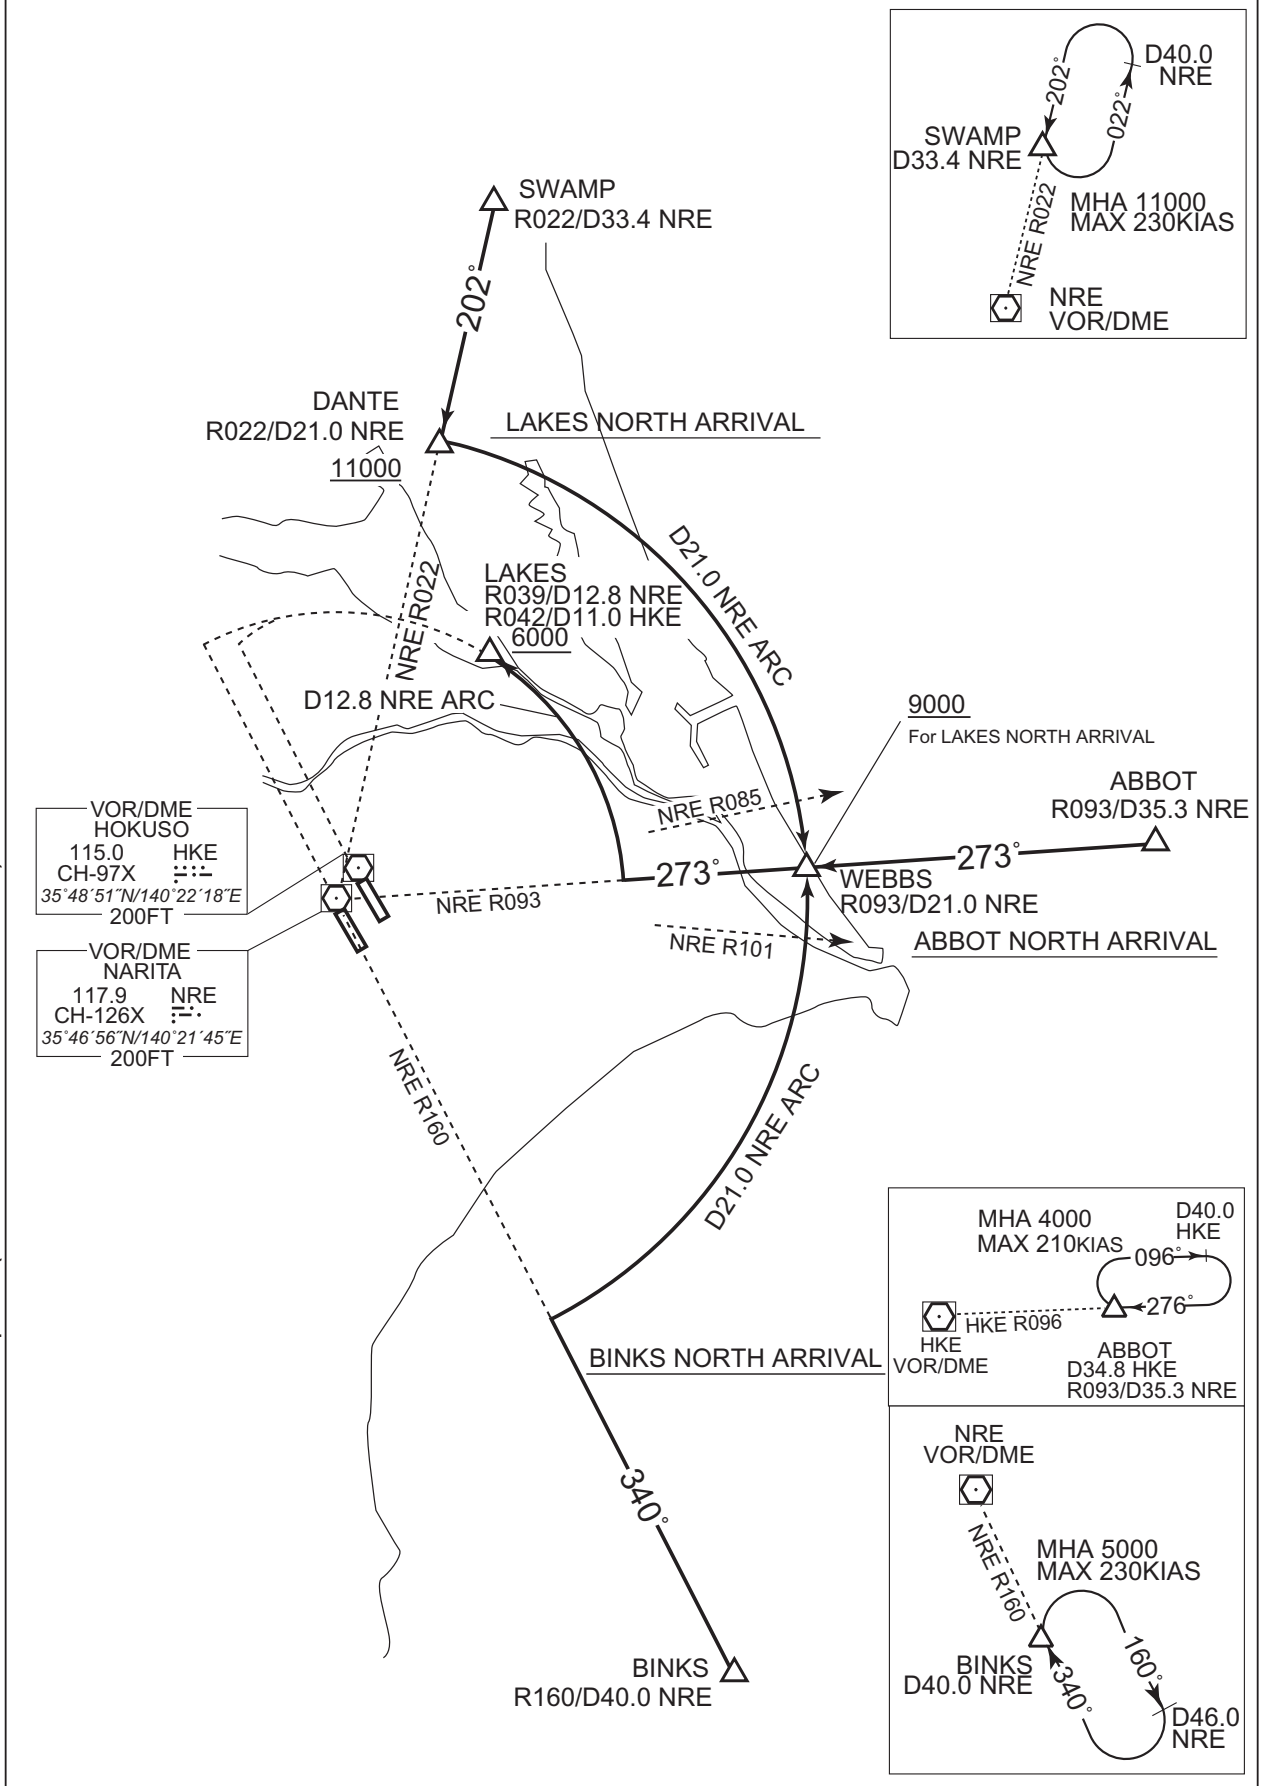 D40.0
NRE
202°
022°
SWAMP
D33.4 NRE
MHA 11000
MAX 230KIAS
NRE R022
NRE
VOR/DME
SWAMP
R022/D33.4 NRE
202°
DANTE
R022/D21.0 NRE
11000
LAKES NORTH ARRIVAL
NRE R022
LAKES
R039/D12.8 NRE
R042/D11.0 HKE
6000
D21.0 NRE ARC
D12.8 NRE ARC
9000
For LAKES NORTH ARRIVAL
ABBOT
R093/D35.3 NRE
NRE R085
273°
273°
WEBBS
R093/D21.0 NRE
NRE R093
NRE R101
ABBOT NORTH ARRIVAL
VOR/DME
HOKUSO
115.0 HKE
CH-97X
35°48´51˝N/140°22´18˝E
200FT
VOR/DME
NARITA
117.9 NRE
CH-126X
35°46´56˝N/140°21´45˝E
200FT
NRE R160
D21.0 NRE ARC
BINKS NORTH ARRIVAL
340°
BINKS
R160/D40.0 NRE
MHA 4000
MAX 210KIAS
D40.0
HKE
096°
276°
HKE R096
HKE
VOR/DME
ABBOT
D34.8 HKE
R093/D35.3 NRE
NRE
VOR/DME
NRE R160
MHA 5000
MAX 230KIAS
160°
340°
BINKS
D40.0 NRE
D46.0
NRE